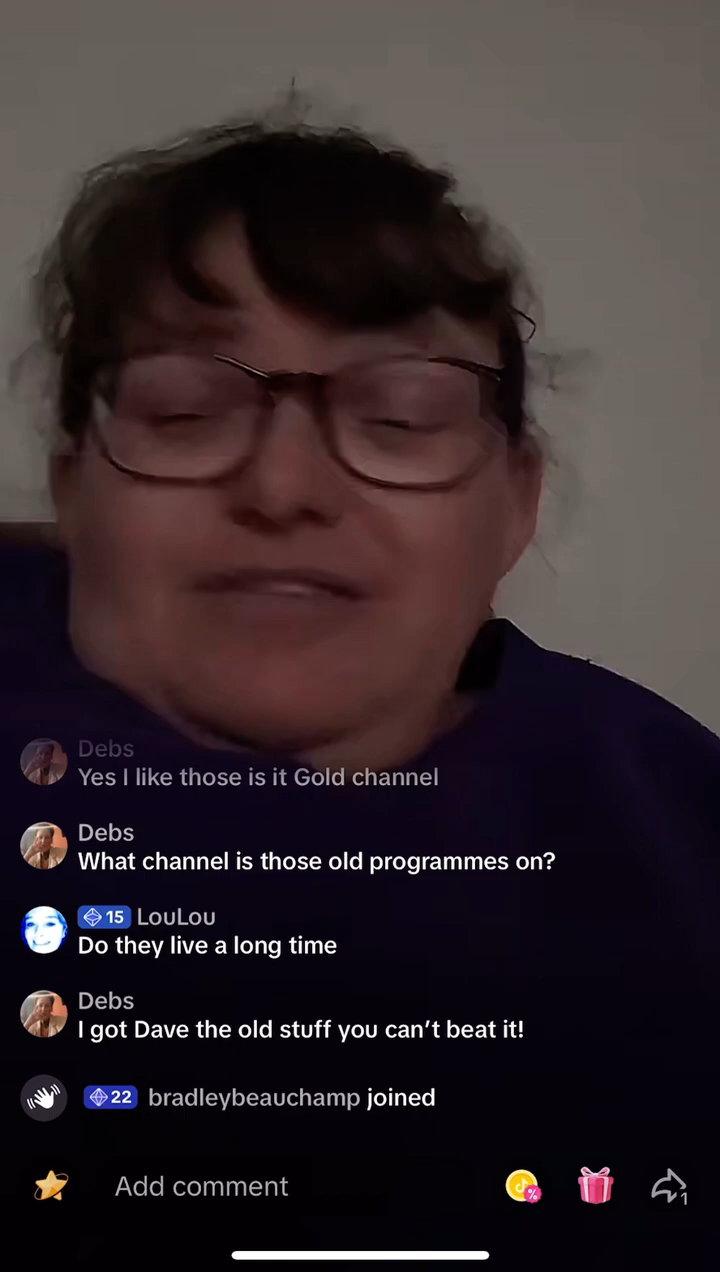 Debs
Yes I like those is it Gold channel
Debs
What channel is those old programmes on?
15 LouLou
Do they live a long time
Debs
I got Dave the old stuff you can't beat it!
22 bradleybeauchamp joined
Add comment
1